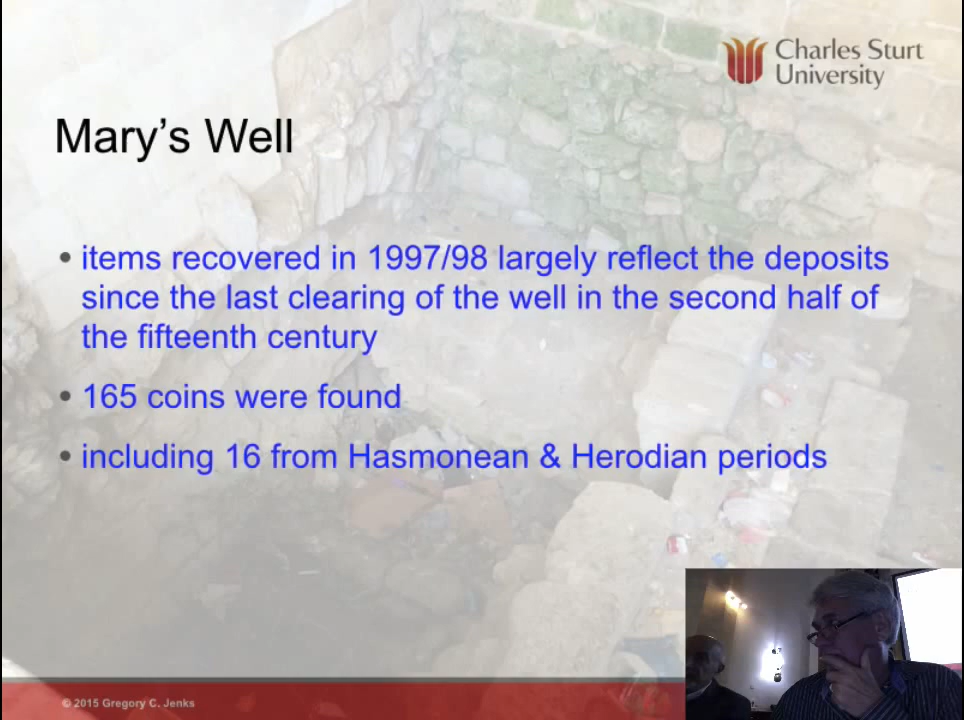 Charles Sturt
University
Mary's Well
• items recovered in 1997/98 largely reflect the deposits
since the last clearing of the well in the second half of
the fifteenth century
• 165 coins were found
• including 16 from Hasmonean & Herodian periods
© 2015 Gregory C. Jenks